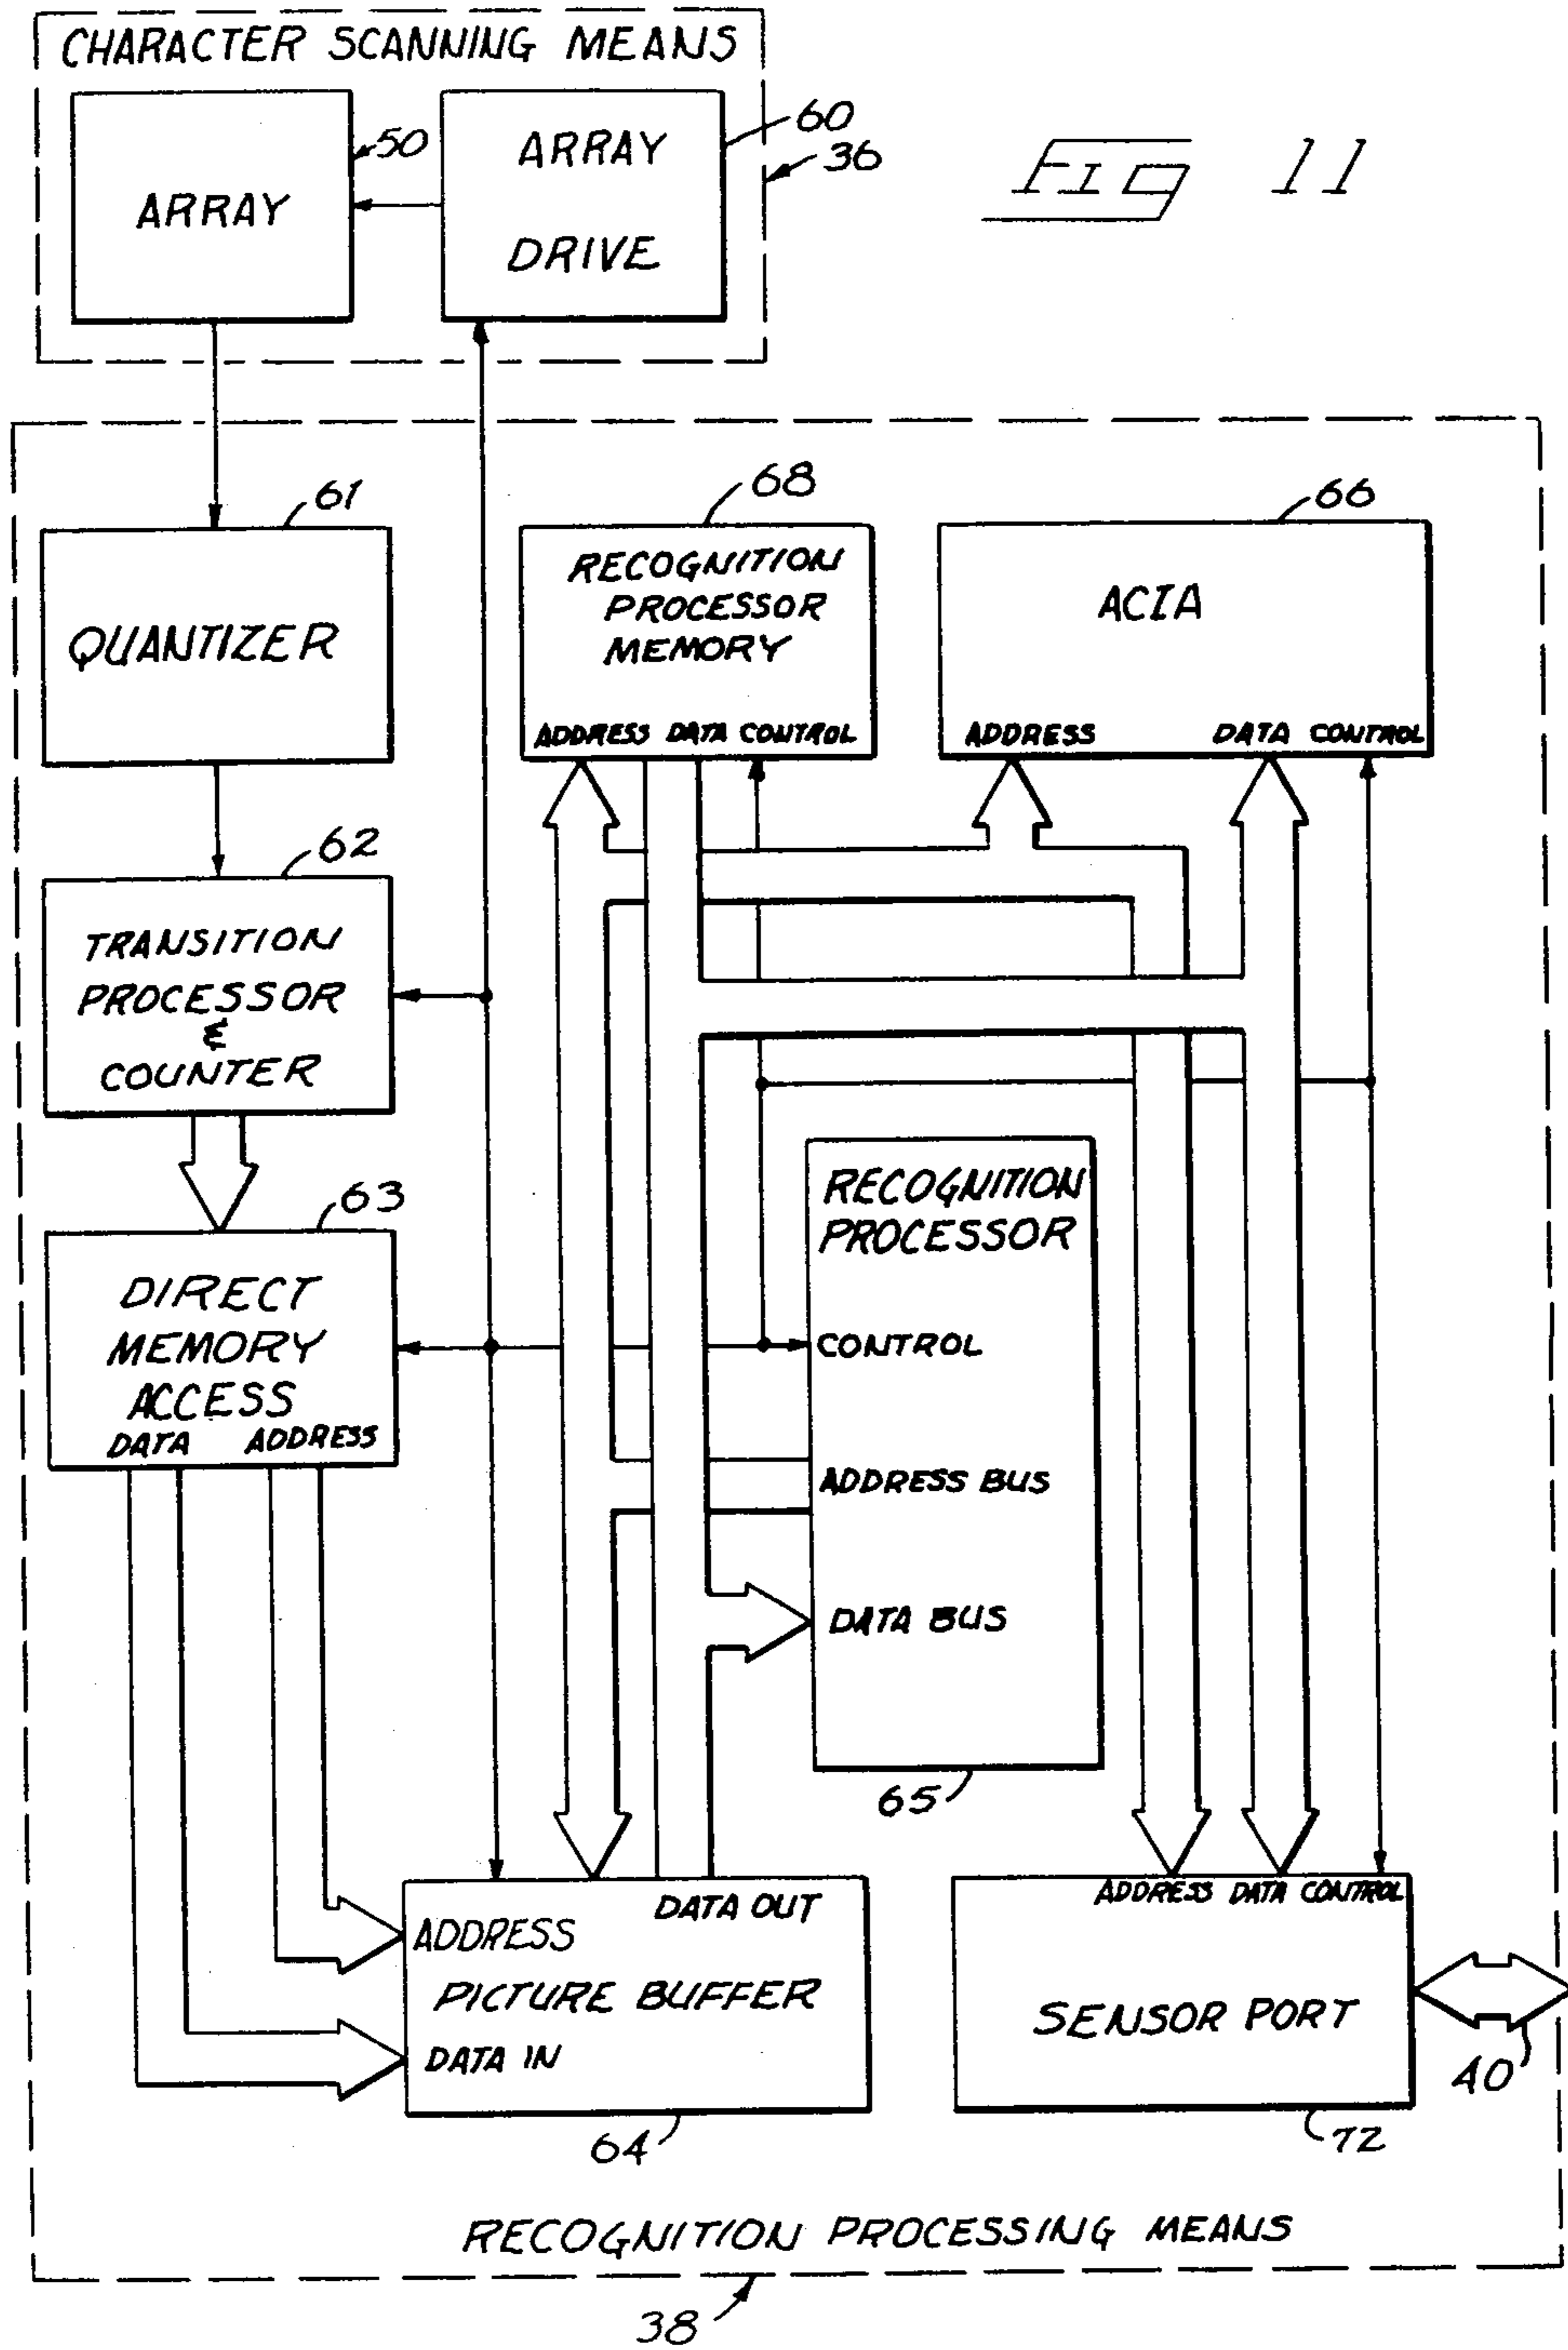 CHARACTER SCANNING MEANS
ARRAY
50
ARRAY
DRIVE
60
36
FIG 11
61
QUANTIZER
68
RECOGNITION
PROCESSOR
MEMORY
ADDRESS DATA CONTROL
66
ACIA
ADDRESS DATA CONTROL
62
TRANSITION
PROCESSOR
&
COUNTER
63
DIRECT
MEMORY
ACCESS
DATA ADDRESS
RECOGNITION
PROCESSOR
CONTROL
ADDRESS BUS
DATA BUS
65
DATA OUT
ADDRESS
PICTURE BUFFER
DATA IN
64
ADDRESS DATA CONTROL
SENSOR PORT
40
72
RECOGNITION PROCESSING MEANS
38